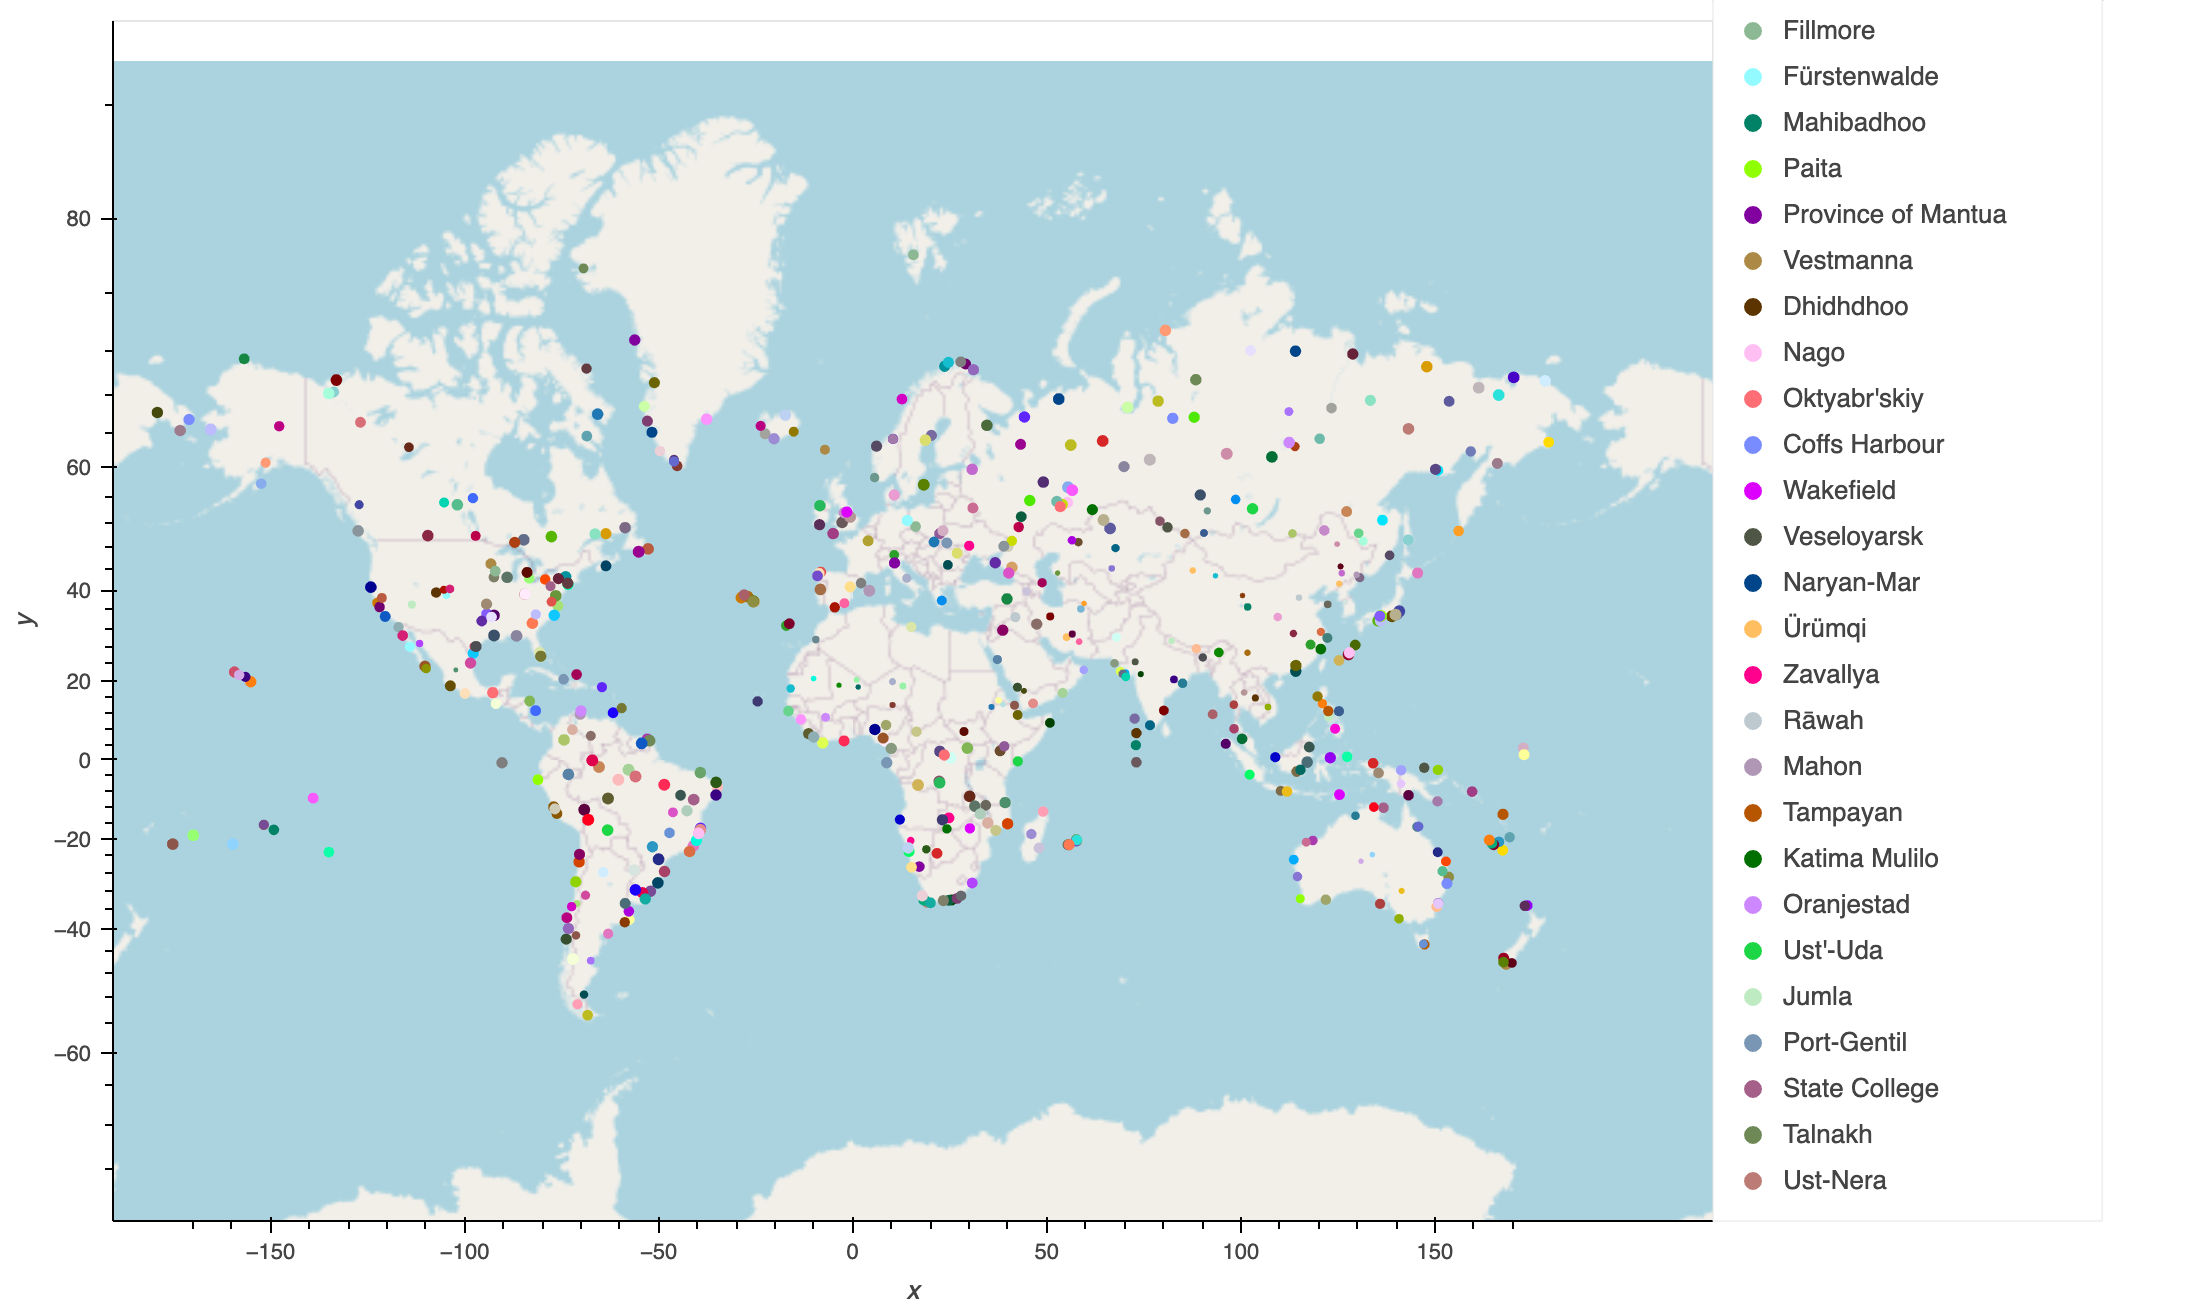 Fillmore
Fürstenwalde
Mahibadhoo
Paita
Province of Mantua
Vestmanna
Dhidhdhoo
Nago
Oktyabr'skiy
Coffs Harbour
Wakefield
Veseloyarsk
Naryan-Mar
Ürümqi
Zavallya
Rāwah
Mahon
Tampayan
Katima Mulilo
Oranjestad
Ust'-Uda
Jumla
Port-Gentil
State College
Talnakh
Ust-Nera
80
60
40
20
0
−20
−40
−60
y
−150 −100 −50 0 50 100 150
x